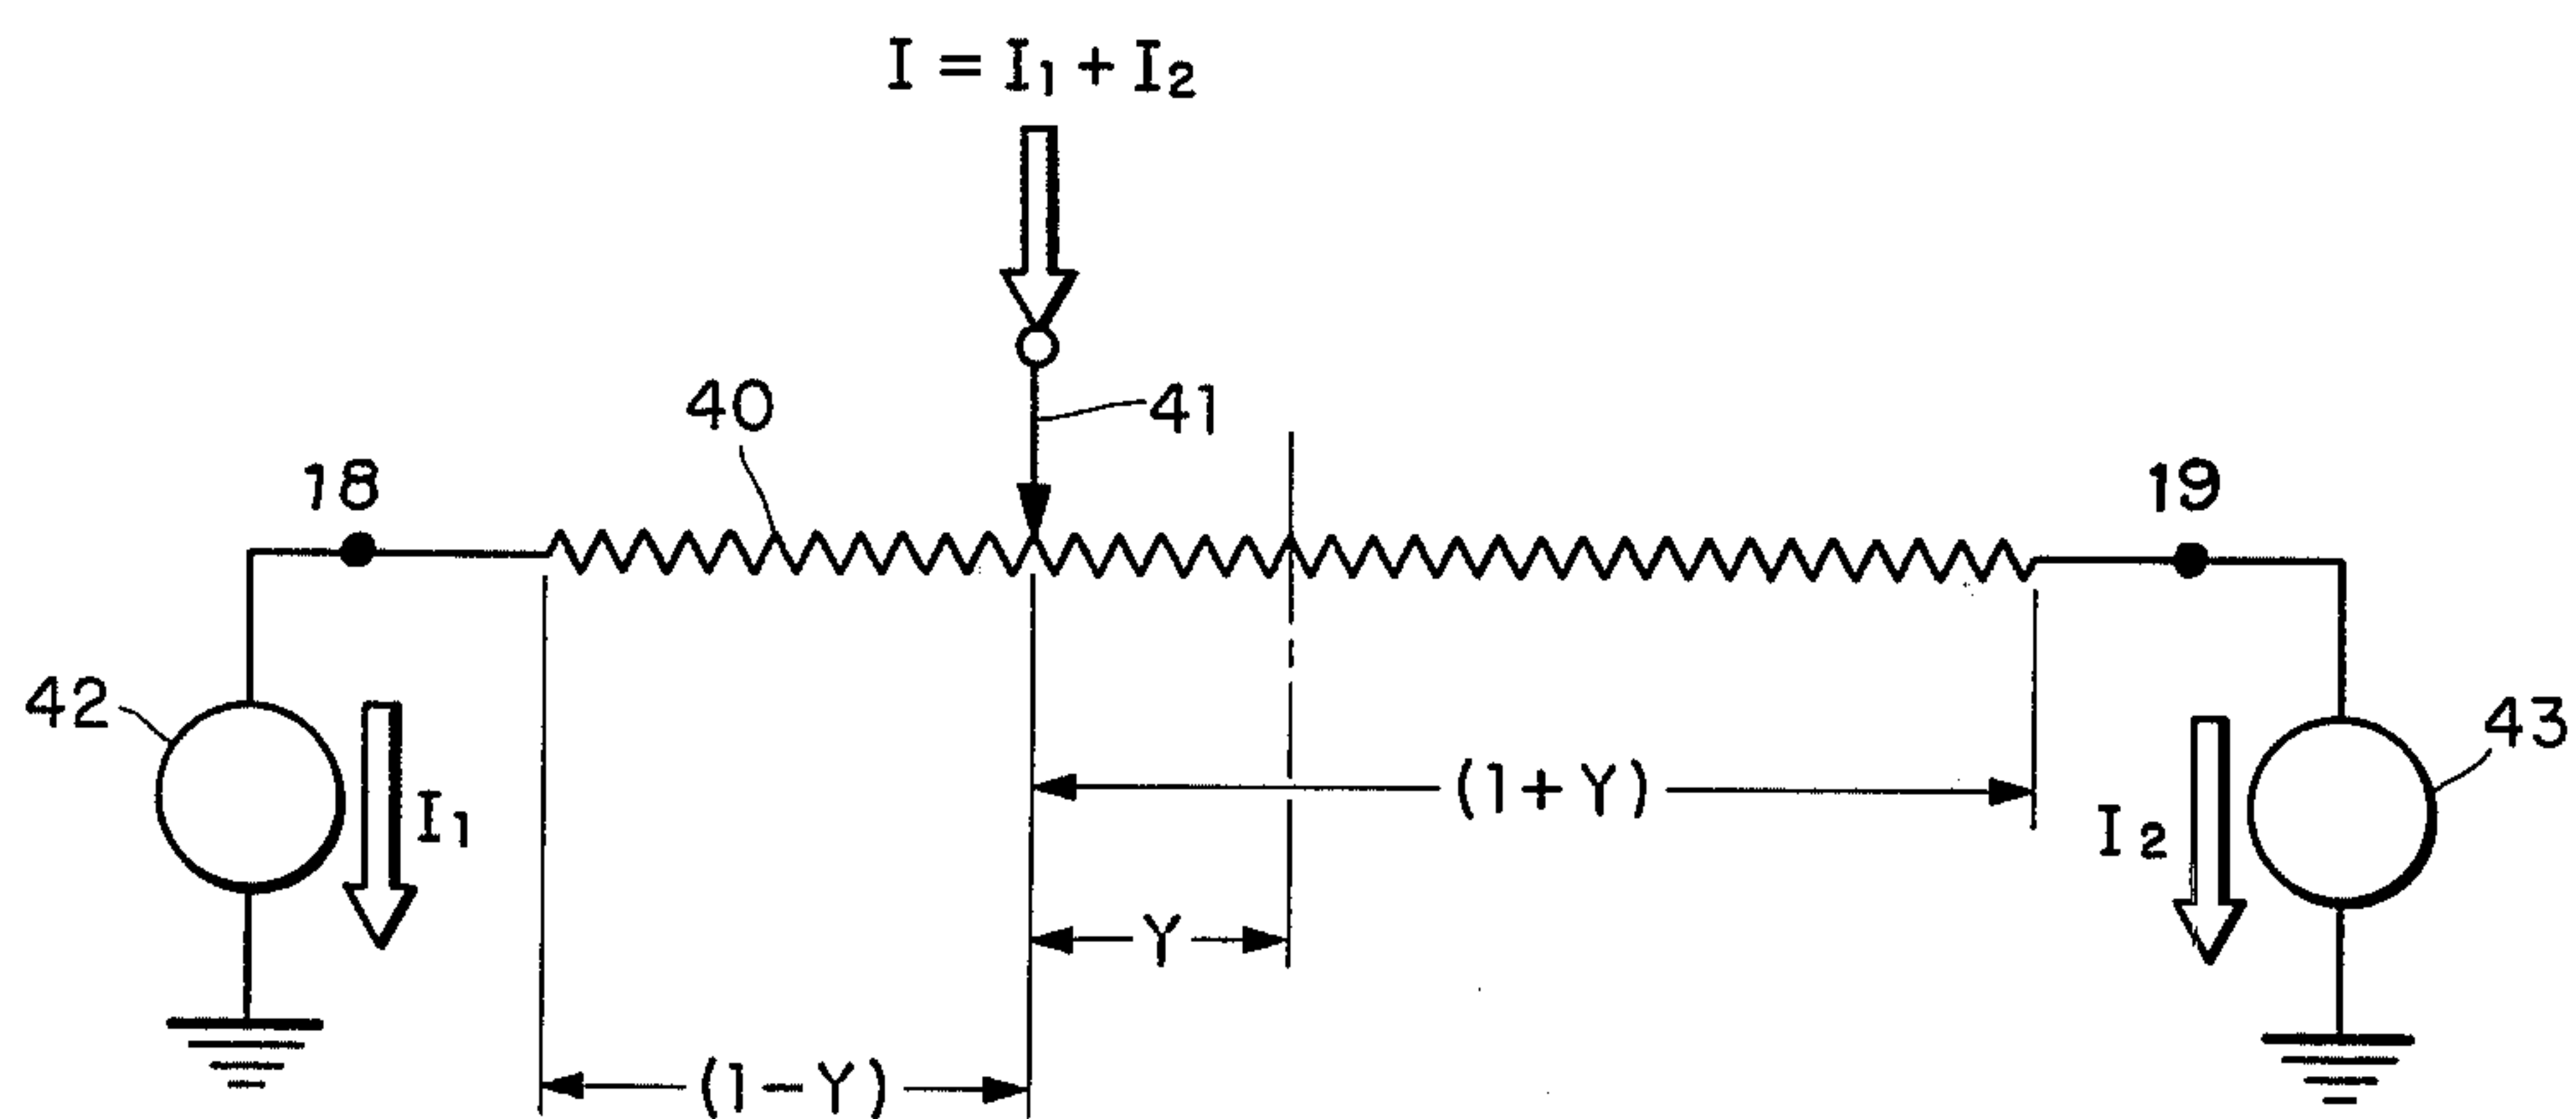 I = I1 + I2
40
41
18
19
42
43
I1
(1+Y)
I2
Y
(1-Y)